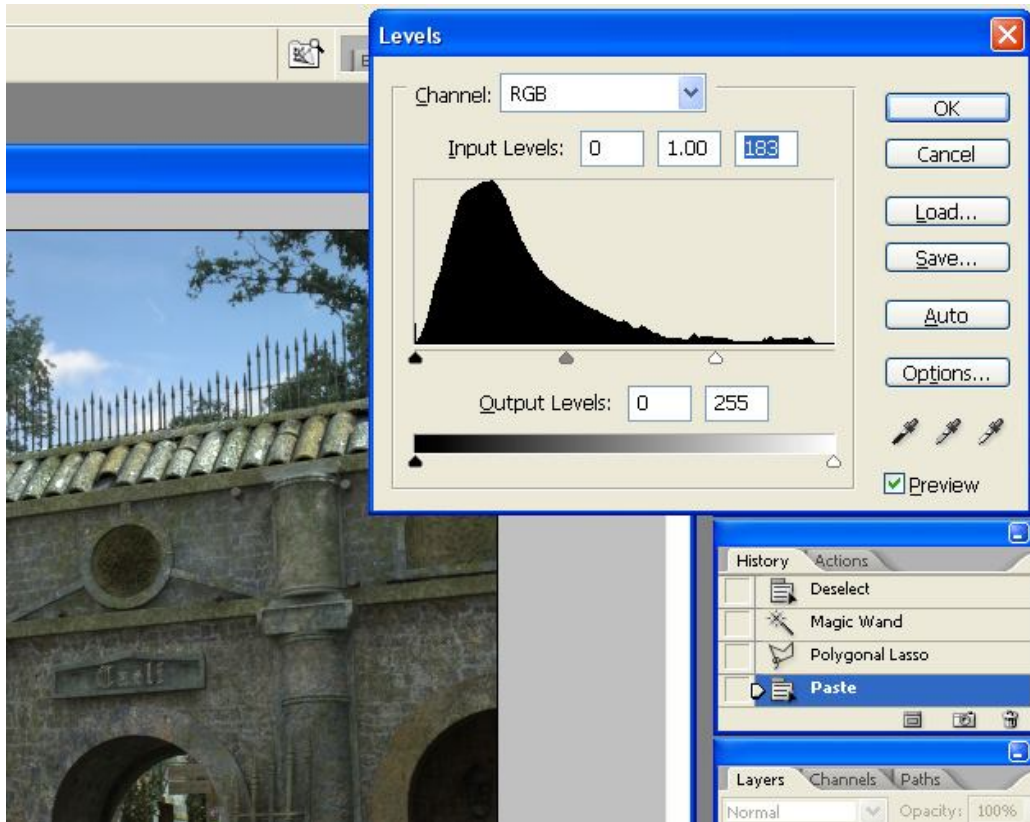 Levels
Channel: RGB
Input Levels: 0 1.00 183
Output Levels: 0 255
OK
Cancel
Load...
Save...
Auto
Options...
Preview
History Actions
Deselect
Magic Wand
Polygonal Lasso
Paste
Layers Channels Paths
Normal Opacity: 100%